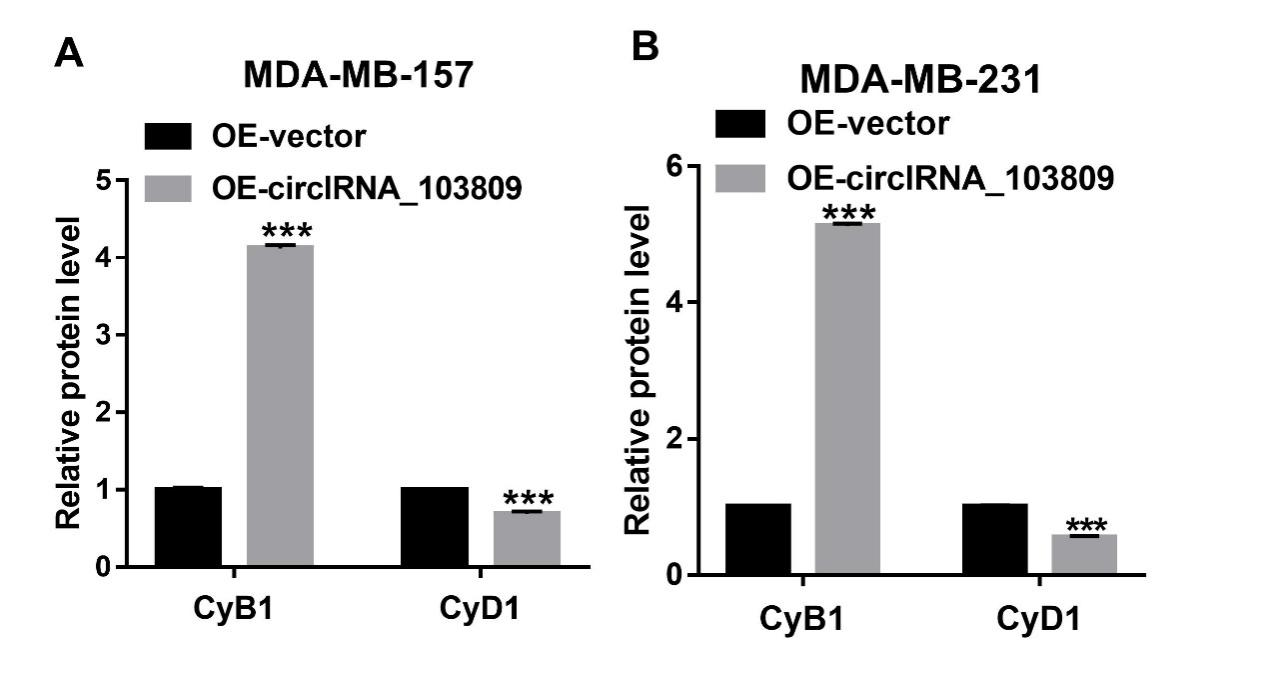 A
MDA-MB-157
OE-vector
OE-circlRNA_103809
Relative protein level
5
4
3
2
1
0
***
***
CyB1
CyD1
B
MDA-MB-231
OE-vector
OE-circlRNA_103809
Relative protein level
6
4
2
0
***
***
CyB1
CyD1